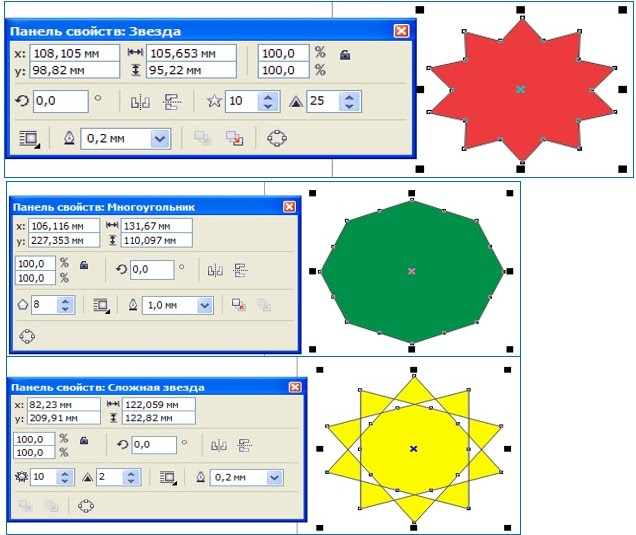 Панель свойств: Звезда
x: 108,105 мм 105,653 мм 100,0 %
y: 98,82 мм 95,22 мм 100,0 %
0,0 ° 10 25
0,2 мм
Панель свойств: Многоугольник
x: 106,116 мм 131,67 мм
y: 227,353 мм 110,097 мм
100,0 % 0,0 °
100,0 %
8 1,0 мм
Панель свойств: Сложная звезда
x: 82,23 мм 122,059 мм
y: 209,91 мм 122,82 мм
100,0 % 0,0 °
100,0 %
10 2 0,2 мм